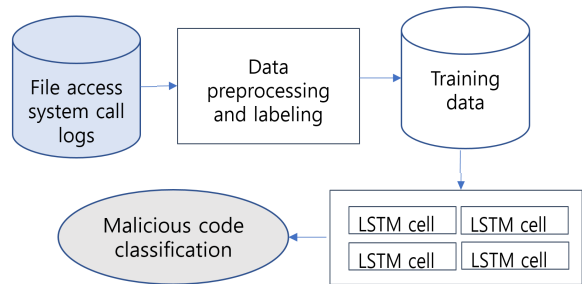 File access
system call
logs
Data
preprocessing
and labeling
Training
data
LSTM cell
LSTM cell
LSTM cell
LSTM cell
Malicious code
classification